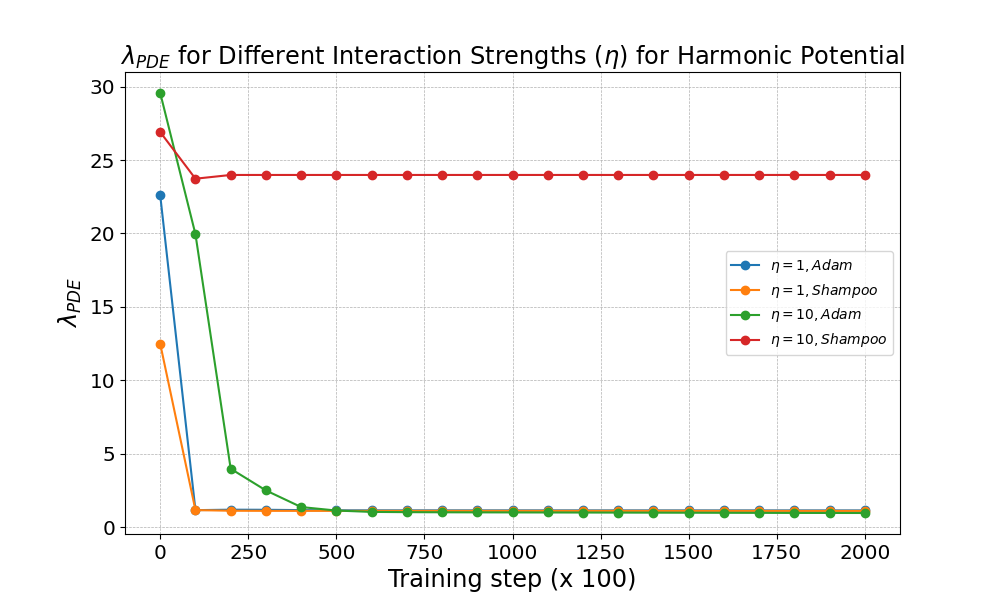 λ_PDE for Different Interaction Strengths (η) for Harmonic Potential
λ_PDE
30
25
20
15
10
5
0
η = 1, Adam
η = 1, Shampoo
η = 10, Adam
η = 10, Shampoo
0 250 500 750 1000 1250 1500 1750 2000
Training step (x 100)